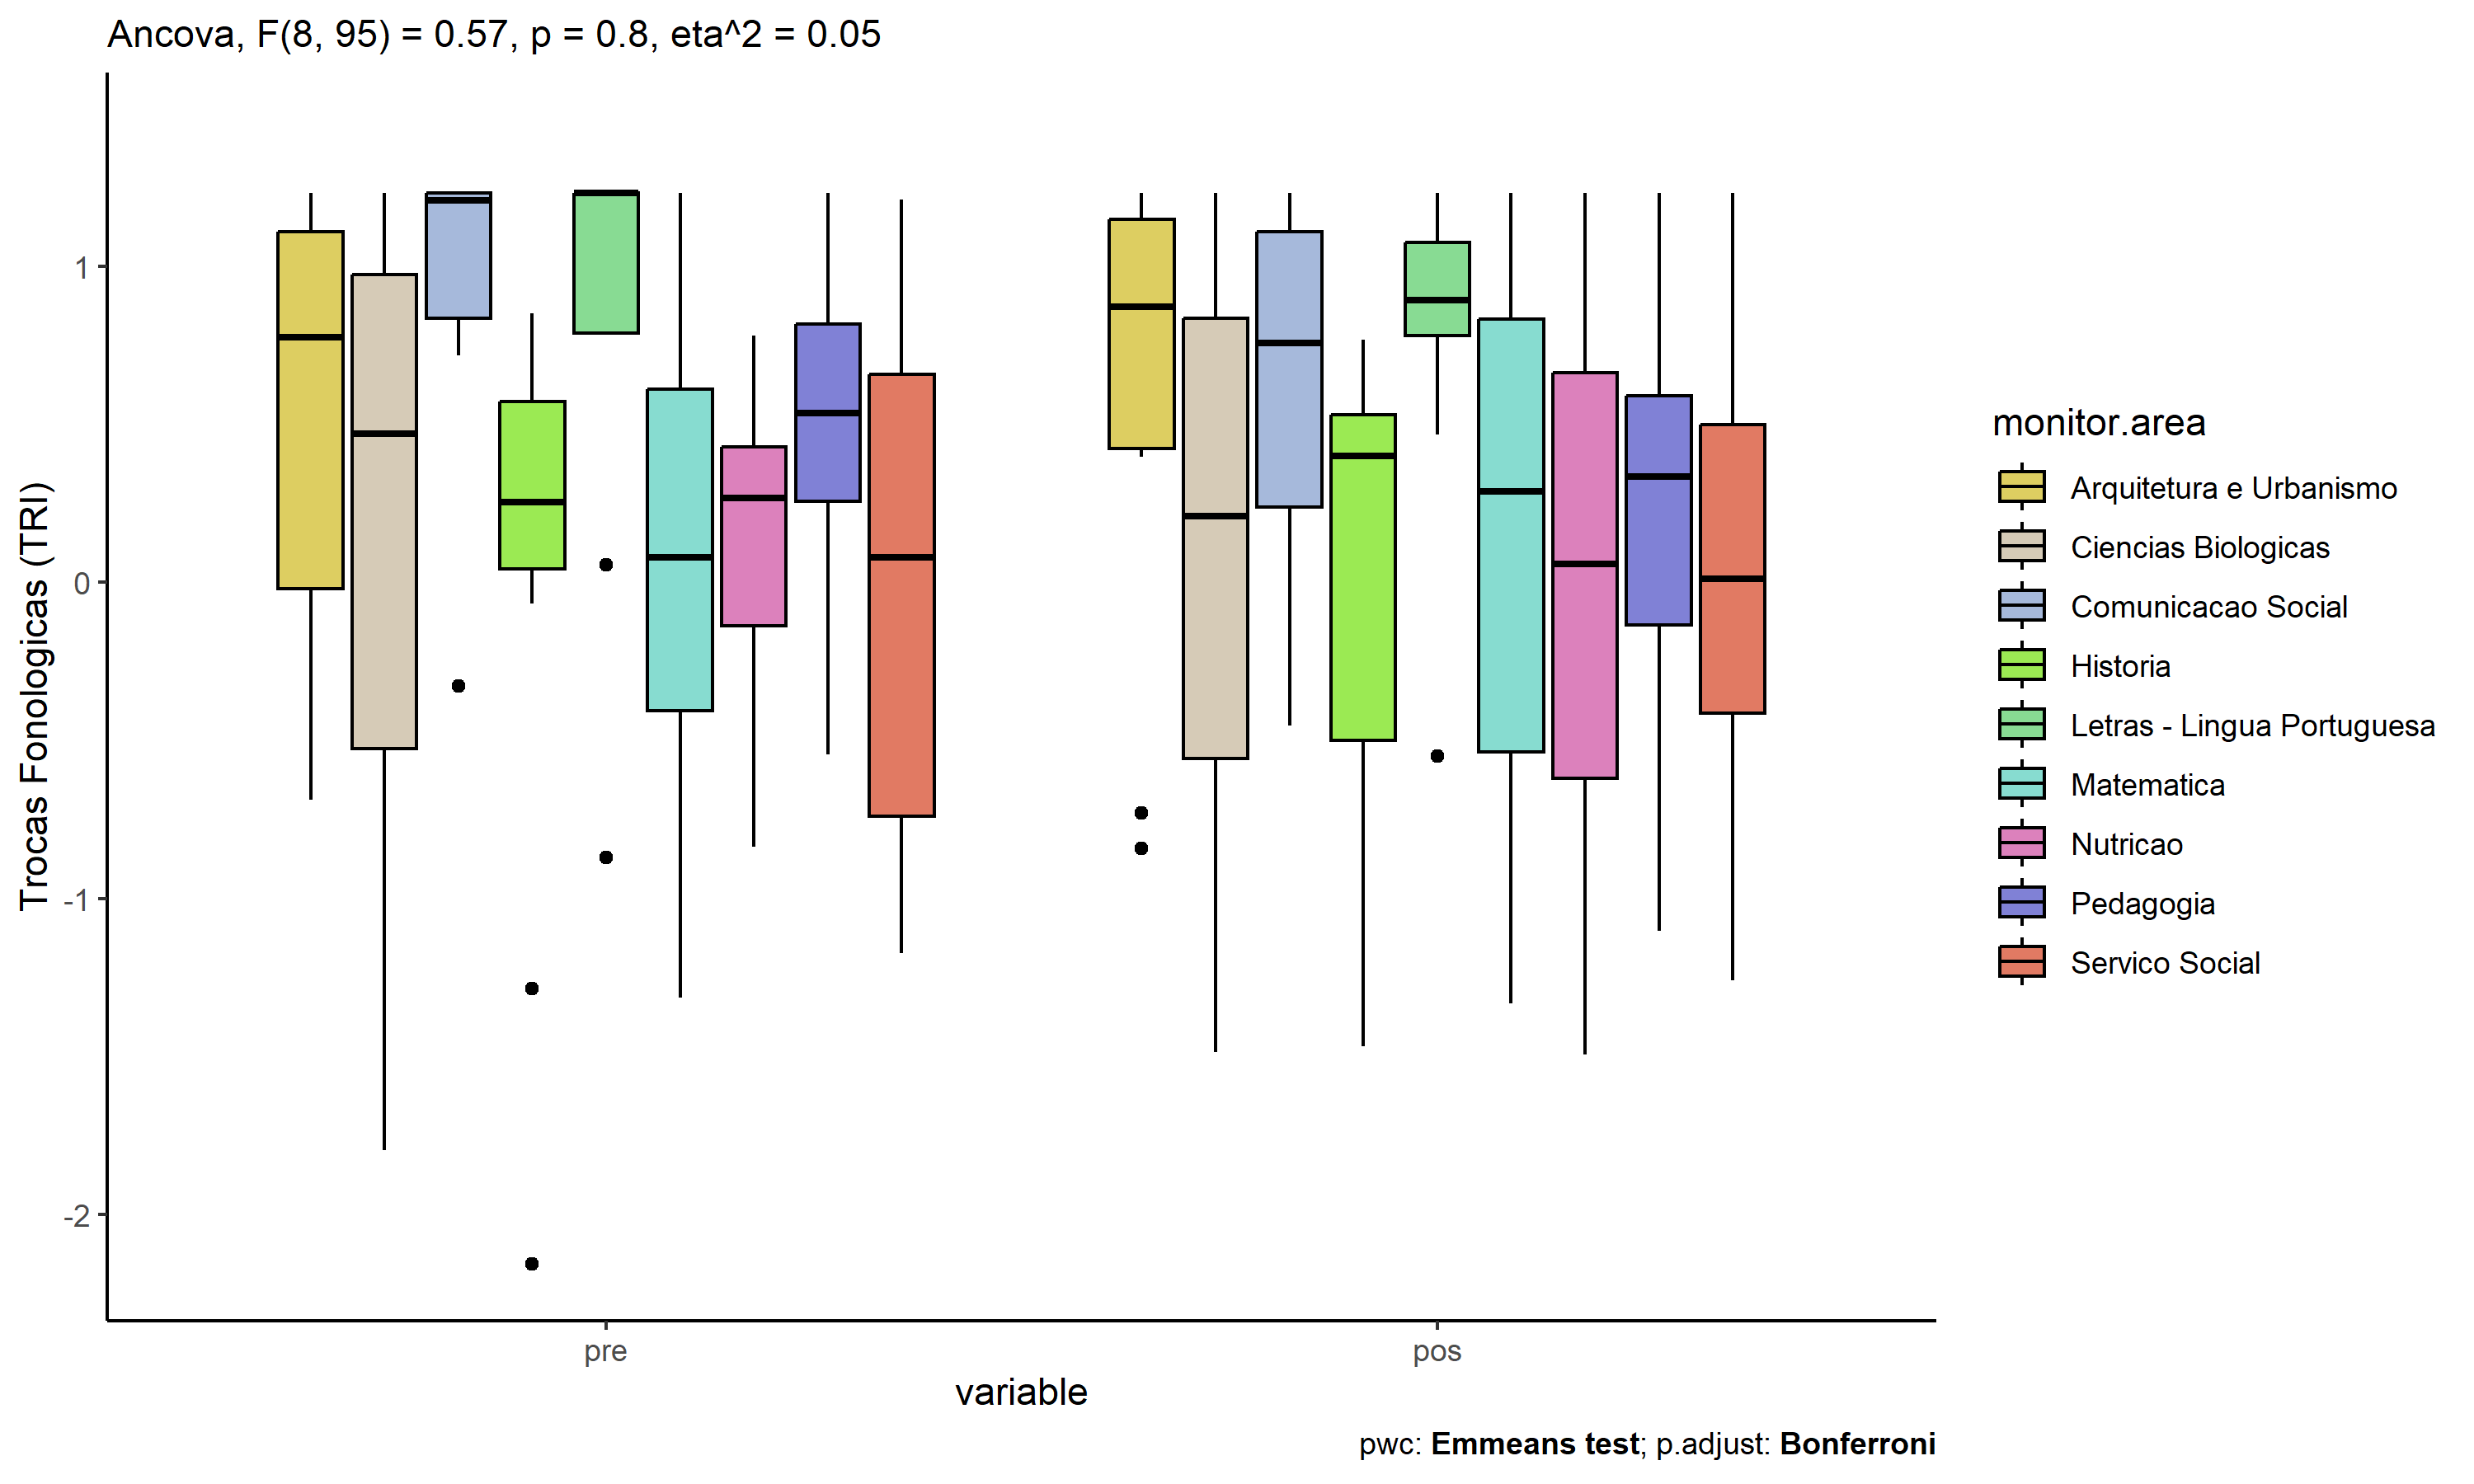 Ancova, F(8, 95) = 0.57, p = 0.8, eta^2 = 0.05
Trocas Fonologicas (TRI)
1
0
-1
-2
pre
pos
variable
monitor.area
Arquitetura e Urbanismo
Ciencias Biologicas
Comunicacao Social
Historia
Letras - Lingua Portuguesa
Matematica
Nutricao
Pedagogia
Servico Social
pwc: Emmeans test; p.adjust: Bonferroni